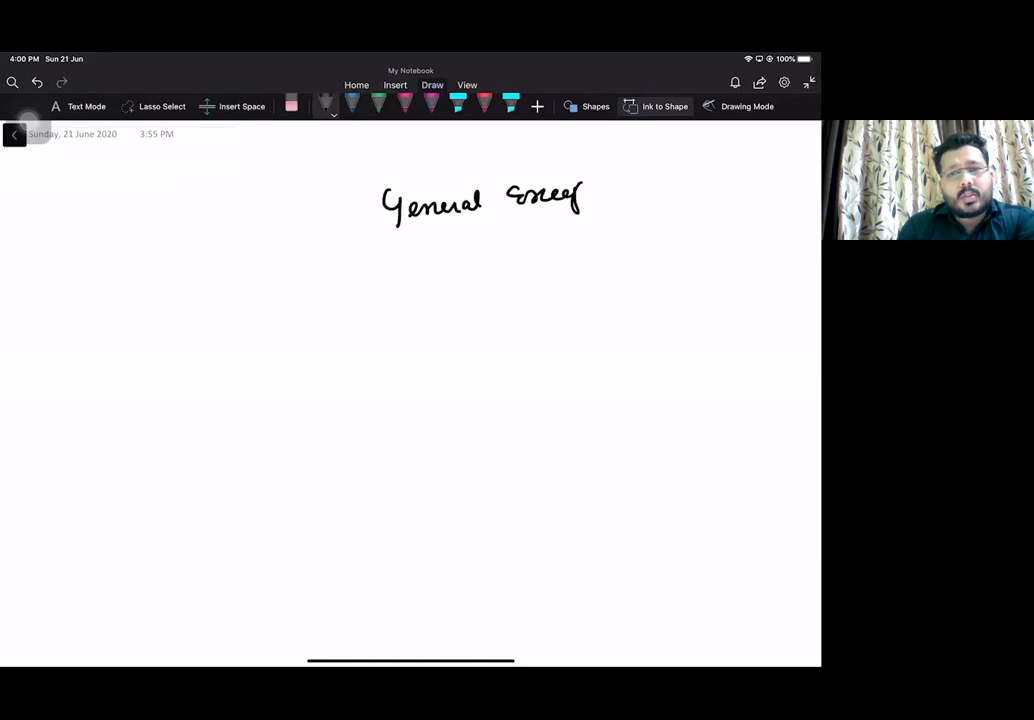 4:00 PM Sun 21 Jun 100%
My Notebook
Home Insert Draw View
Text Mode Lasso Select Insert Space Shapes Ink to Shape Drawing Mode
Sunday, 21 June 2020 3:55 PM
General